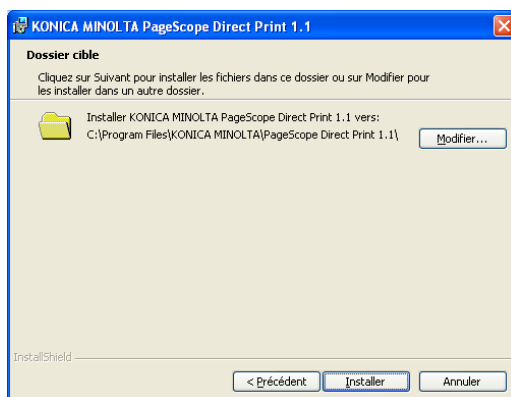 KONICA MINOLTA PageScope Direct Print 1.1
Dossier cible
Cliquez sur Suivant pour installer les fichiers dans ce dossier ou sur Modifier pour
les installer dans un autre dossier.
Installer KONICA MINOLTA PageScope Direct Print 1.1 vers:
C:\Program Files\KONICA MINOLTA\PageScope Direct Print 1.1\
Modifier...
InstallShield
< Précédent
Installer
Annuler